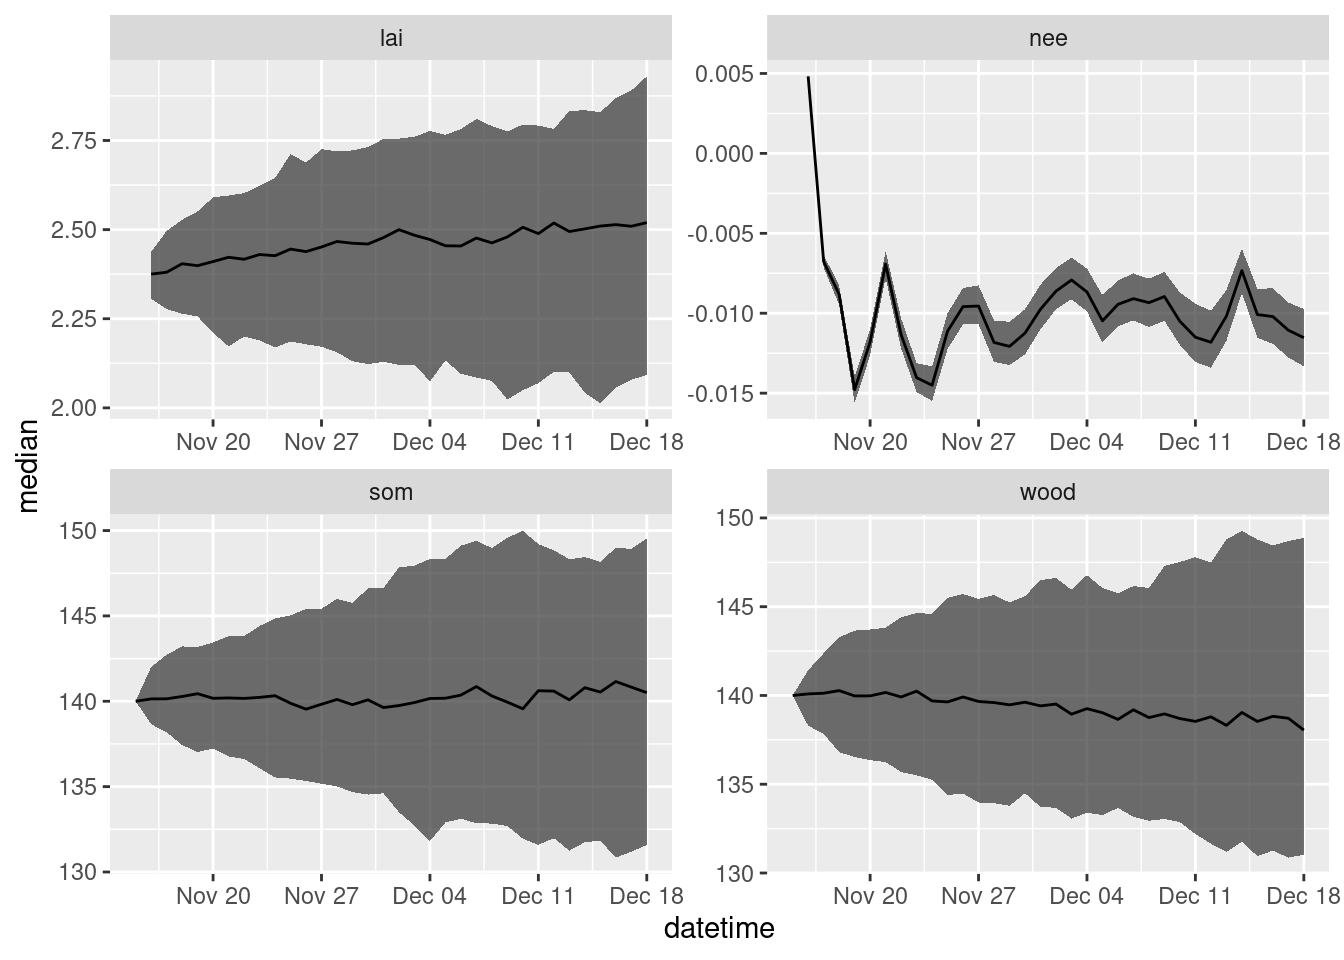 lai
nee
2.75
2.50
2.25
2.00
0.005
0.000
-0.005
-0.010
-0.015
Nov 20 Nov 27 Dec 04 Dec 11 Dec 18
Nov 20 Nov 27 Dec 04 Dec 11 Dec 18
median
som
wood
150
145
140
135
130
150
145
140
135
130
Nov 20 Nov 27 Dec 04 Dec 11 Dec 18
Nov 20 Nov 27 Dec 04 Dec 11 Dec 18
datetime